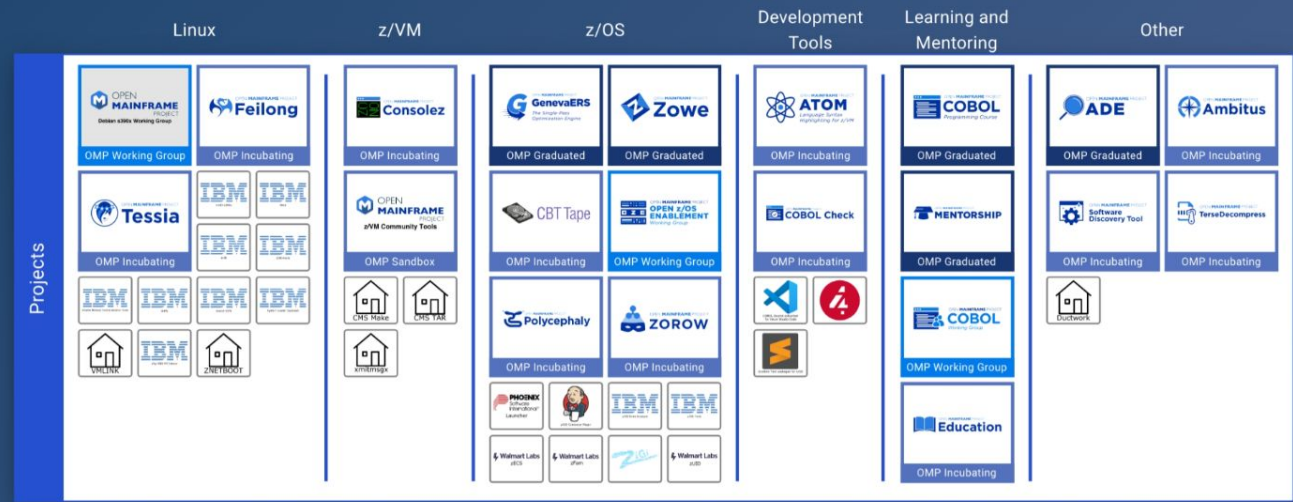 Linux
z/VM
z/OS
Development
Tools
Learning and
Mentoring
Other
Projects
OPEN
MAINFRAME
PROJECT
Debian s390x Working Group
OMP Working Group
Feilong
OMP Incubating
Tessia
OMP Incubating
IBM
IBM
IBM
IBM
IBM
IBM
IBM
IBM
VMLINK
IBM
ZNETBOOT
Consolez
OMP Incubating
OPEN
MAINFRAME
PROJECT
z/VM Community Tools
OMP Sandbox
CMS Make
CMS TAR
xmitmsgx
GenevaERS
The Single-Pass
Optimization Engine
OMP Graduated
Zowe
OMP Graduated
CBT Tape
OMP Incubating
OPEN z/OS
ENABLEMENT
Working Group
OMP Working Group
Polycephaly
OMP Incubating
ZOROW
OMP Incubating
PHOENIX
Software
International
Launcher
IBM
IBM
Walmart Labs
zECS
Walmart Labs
zFAM
Walmart Labs
zUID
ATOM
Language Syntax
Highlighting for z/VM
OMP Incubating
COBOL Check
OMP Incubating
COBOL
Programming Course
OMP Graduated
MENTORSHIP
OMP Graduated
COBOL
Working Group
OMP Working Group
Education
OMP Incubating
ADE
OMP Graduated
Ambitus
OMP Incubating
Software
Discovery Tool
OMP Incubating
TerseDecompress
OMP Incubating
Ductwork